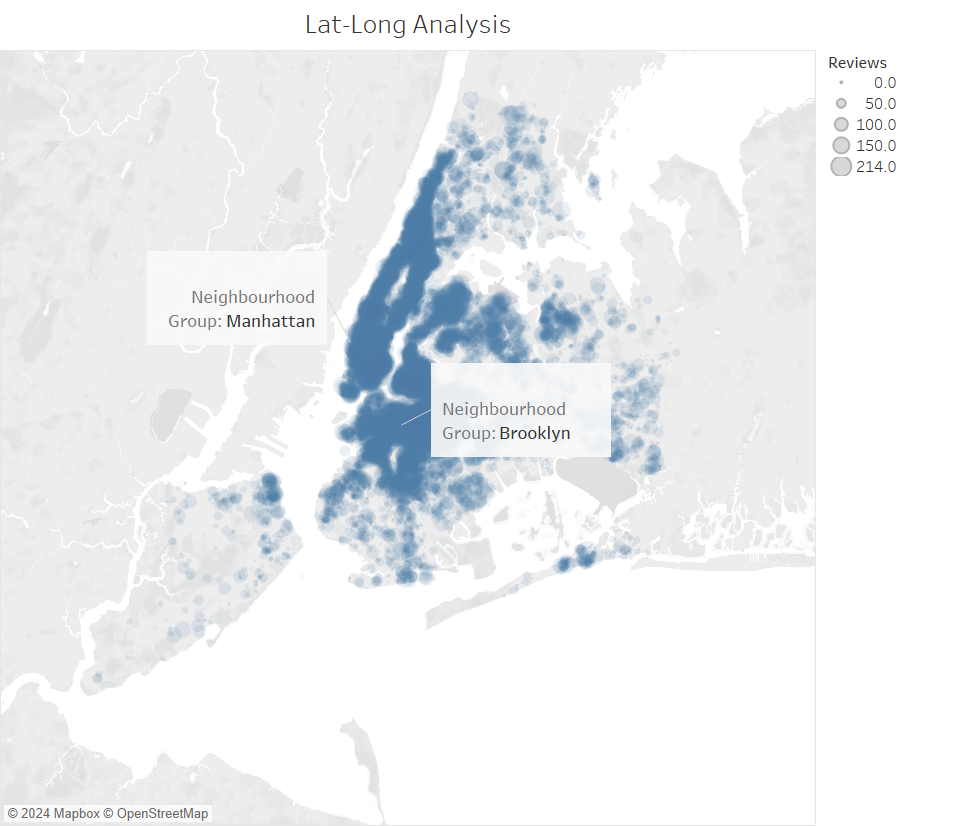 Lat-Long Analysis
Reviews
0.0
50.0
100.0
150.0
214.0
Neighbourhood
Group: Manhattan
Neighbourhood
Group: Brooklyn
© 2024 Mapbox © OpenStreetMap